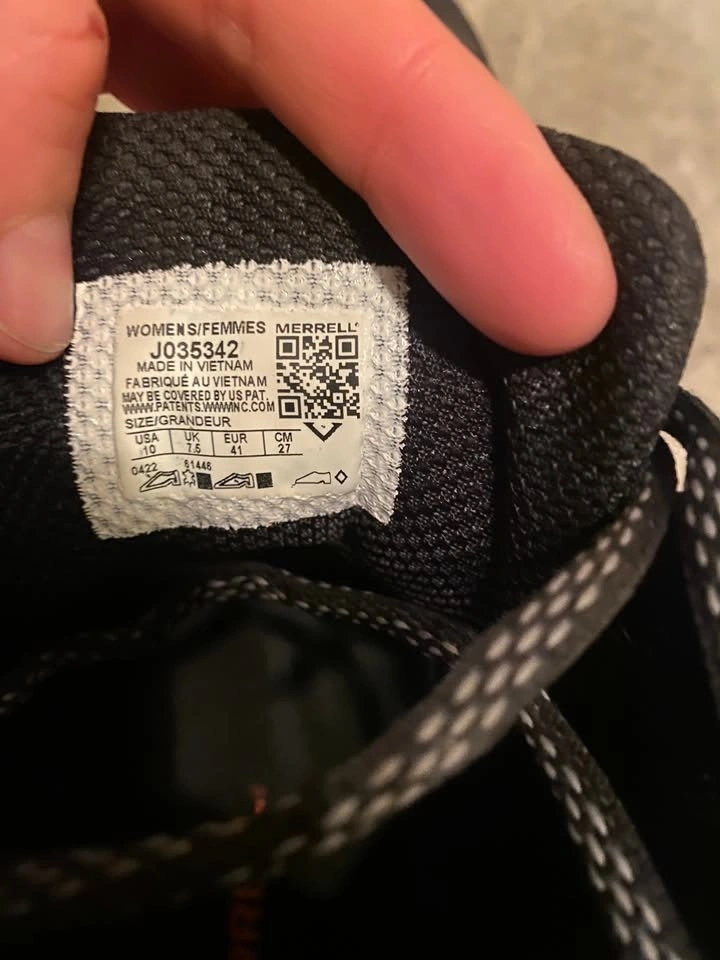 WOMENS/FEMMES MERRELL
J035342
MADE IN VIETNAM
FABRIQUÉ AU VIETNAM
MAY BE COVERED BY US PAT.
WWW.PATENTS.WWWINC.COM
SIZE/GRANDEUR
USA UK EUR CM
10 7.5 41 27
0422 61446